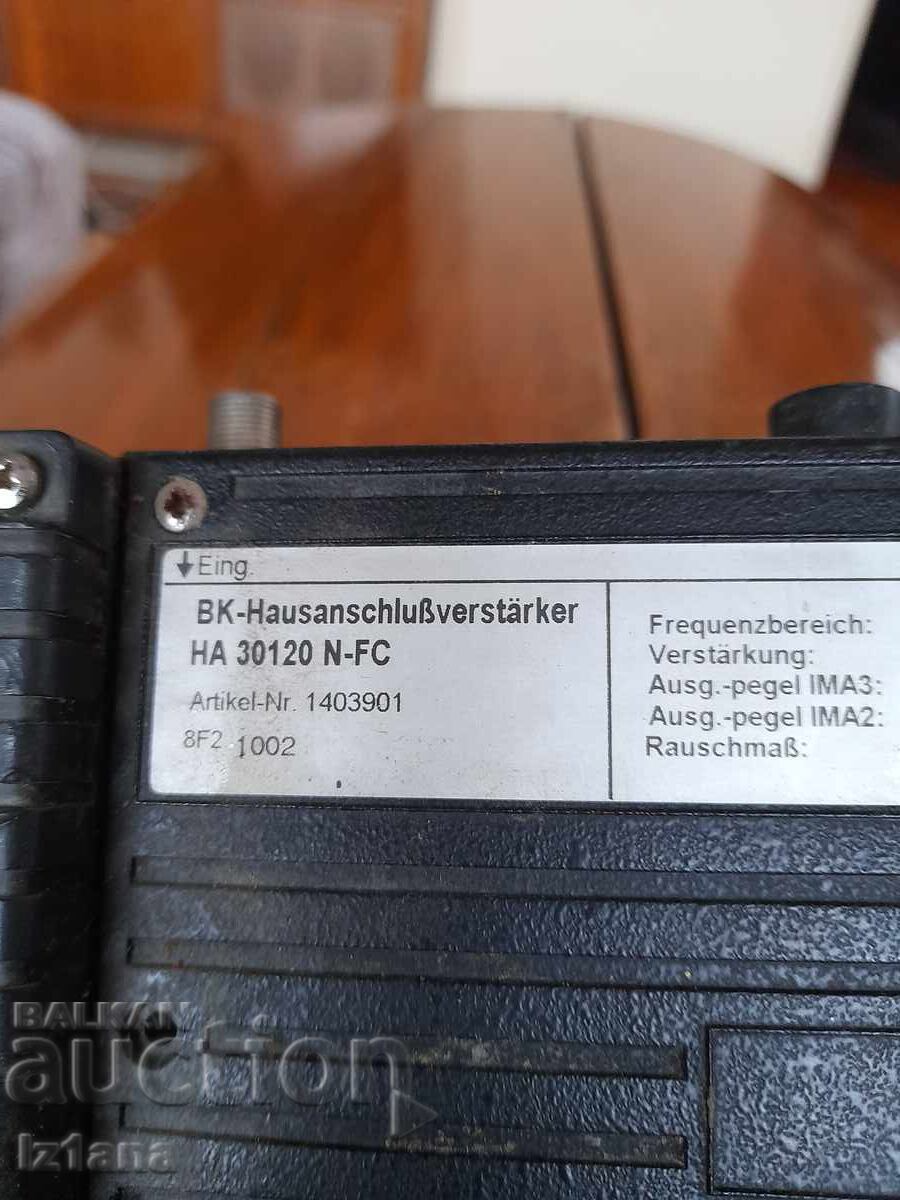 Eing.
BK-Hausanschlußverstärker
HA 30120 N-FC
Artikel-Nr. 1403901
8F2 1002
Frequenzbereich:
Verstärkung:
Ausg.-pegel IMA3:
Ausg.-pegel IMA2:
Rauschmaß:
BALKAN
auction
Iz1ana